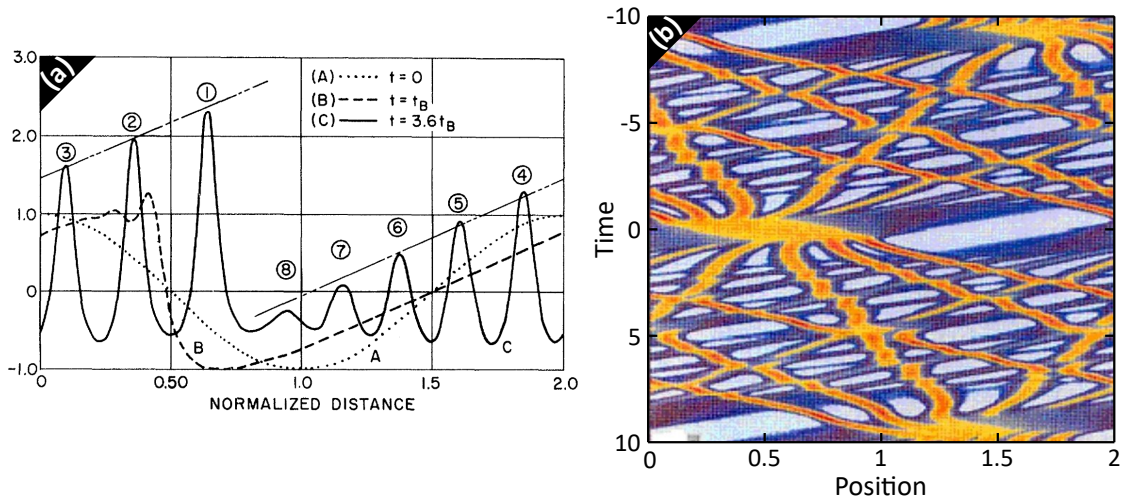 (a)
3.0
2.0
1.0
0
-1.0
(A) ........ t = 0
(B) ---- t = t_B
(C) —— t = 3.6 t_B
①
②
③
④
⑤
⑥
⑦
⑧
B
A
C
0 0.50 1.0 1.5 2.0
NORMALIZED DISTANCE
(b)
-10
-5
0
5
10
Time
0 0.5 1 1.5 2
Position